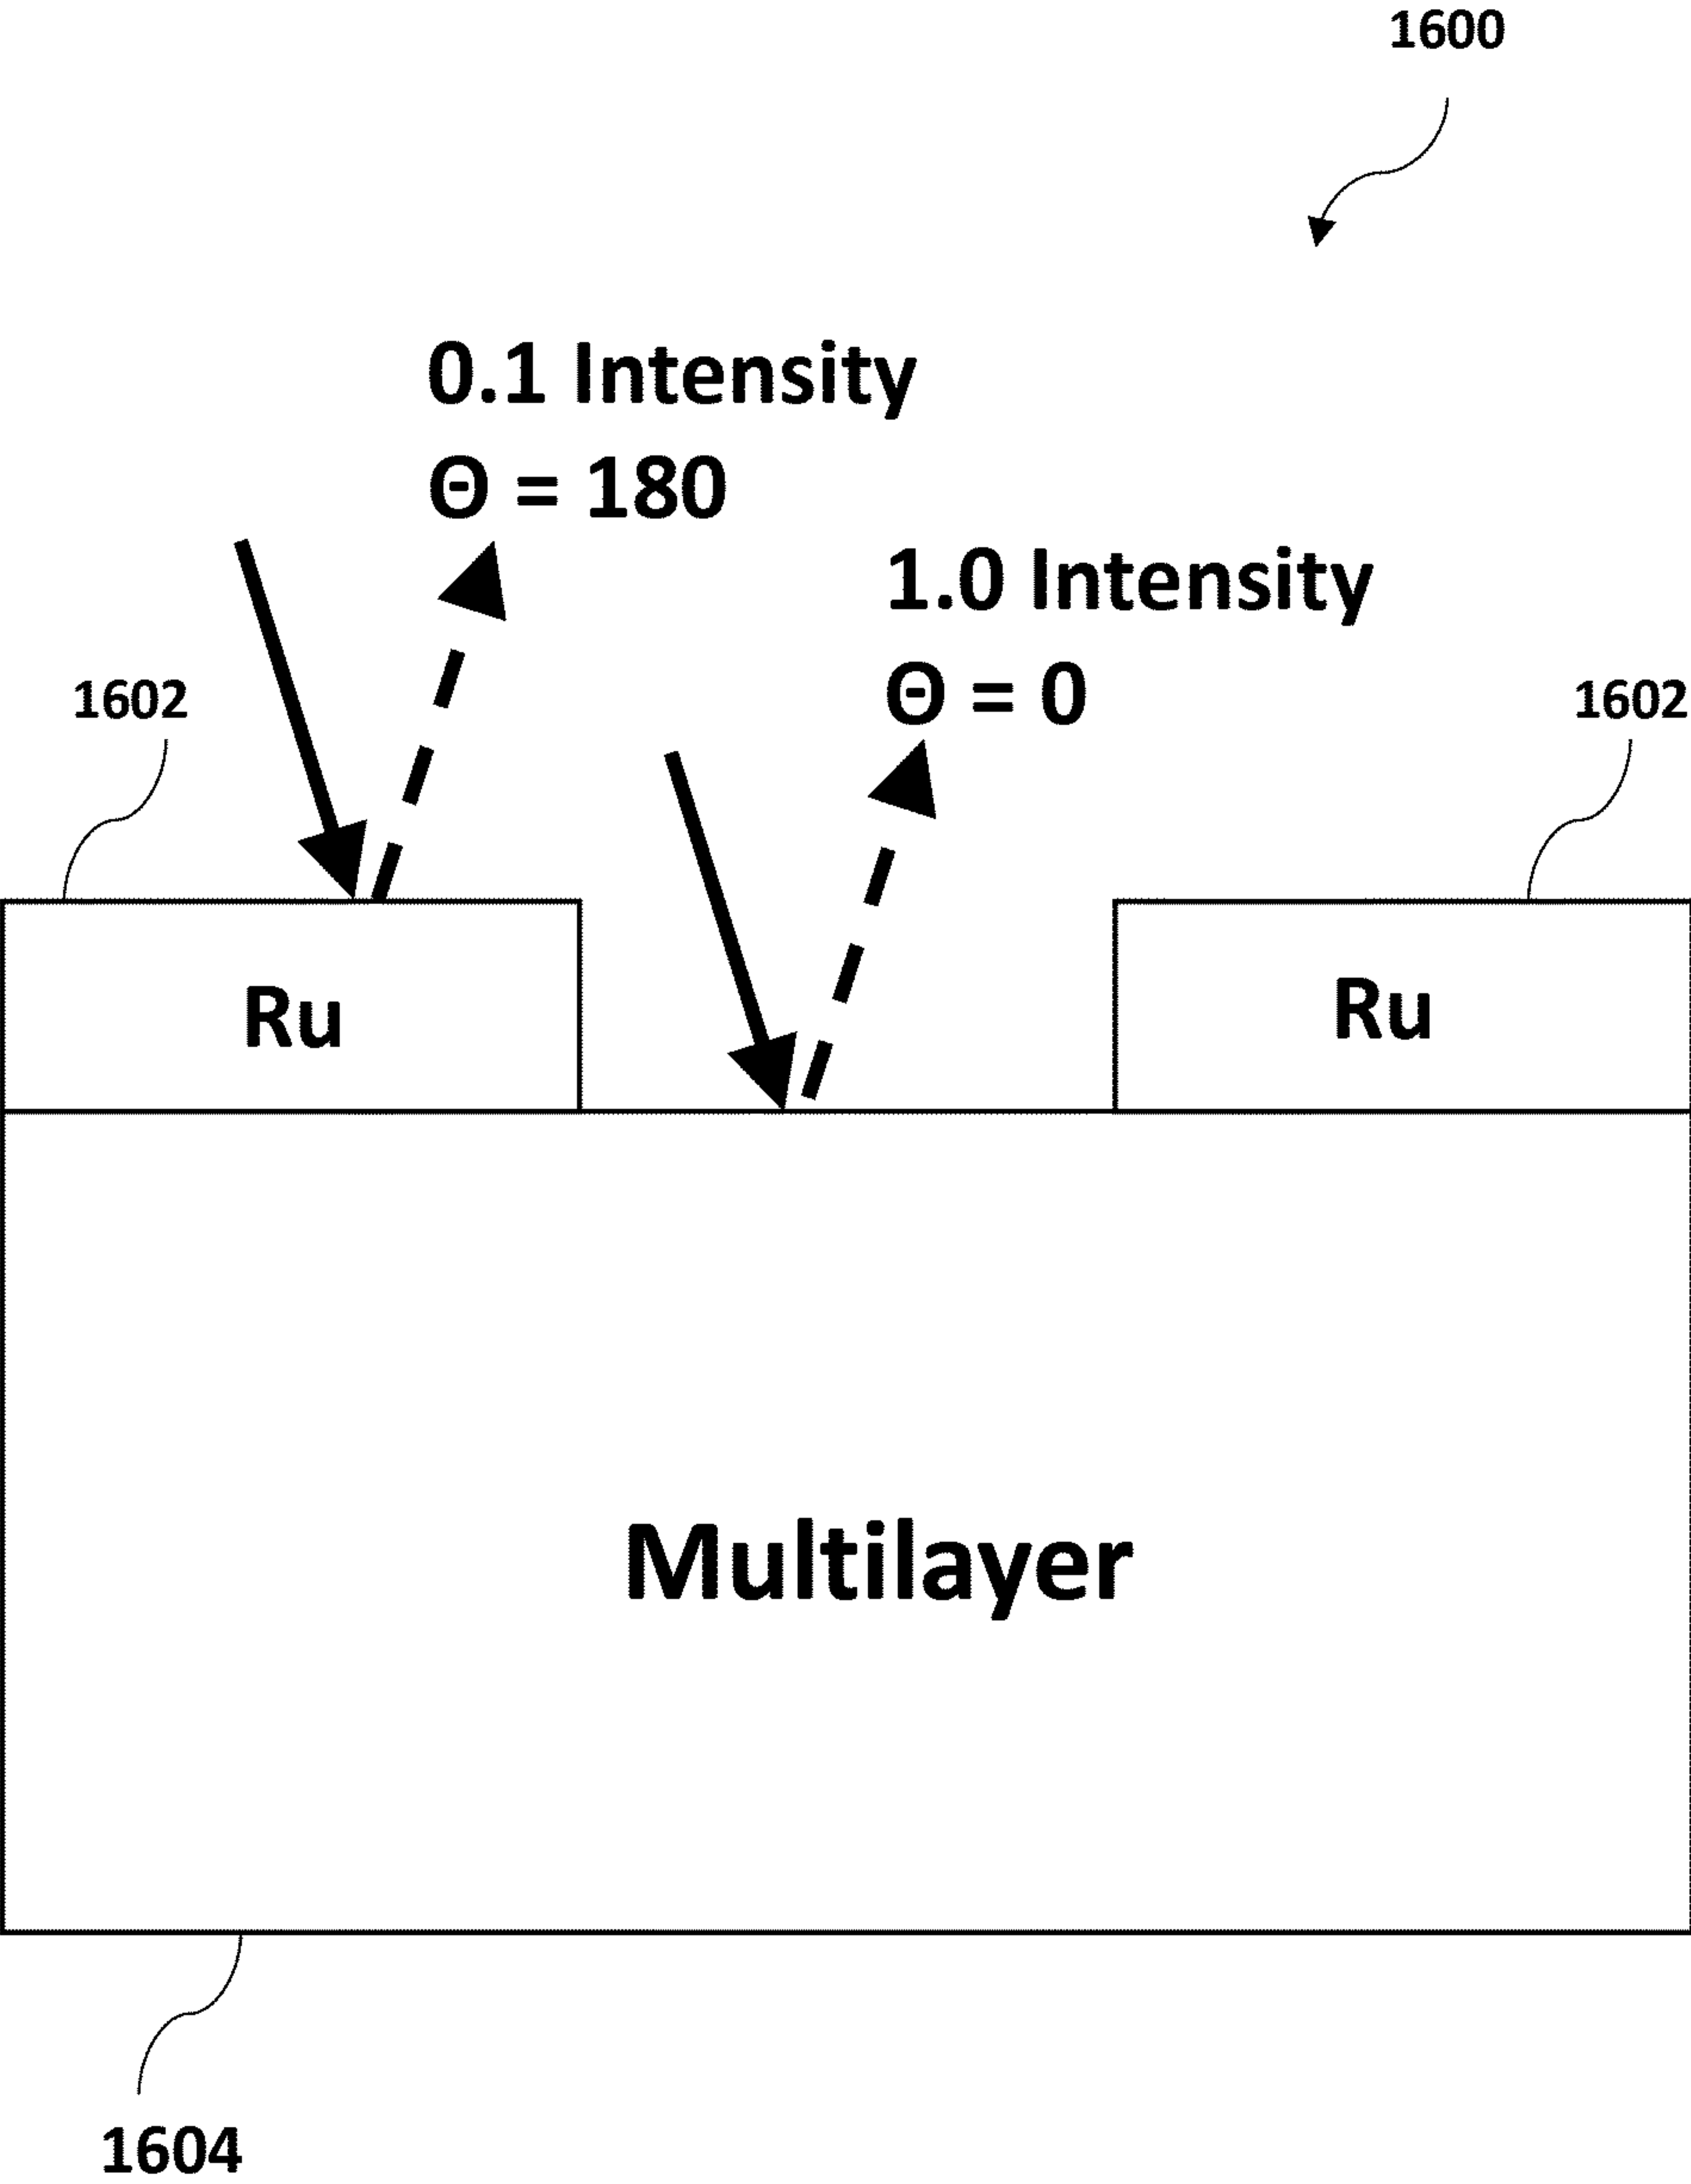 1600
0.1 Intensity
Θ = 180
1.0 Intensity
Θ = 0
1602
1602
Ru
Ru
Multilayer
1604